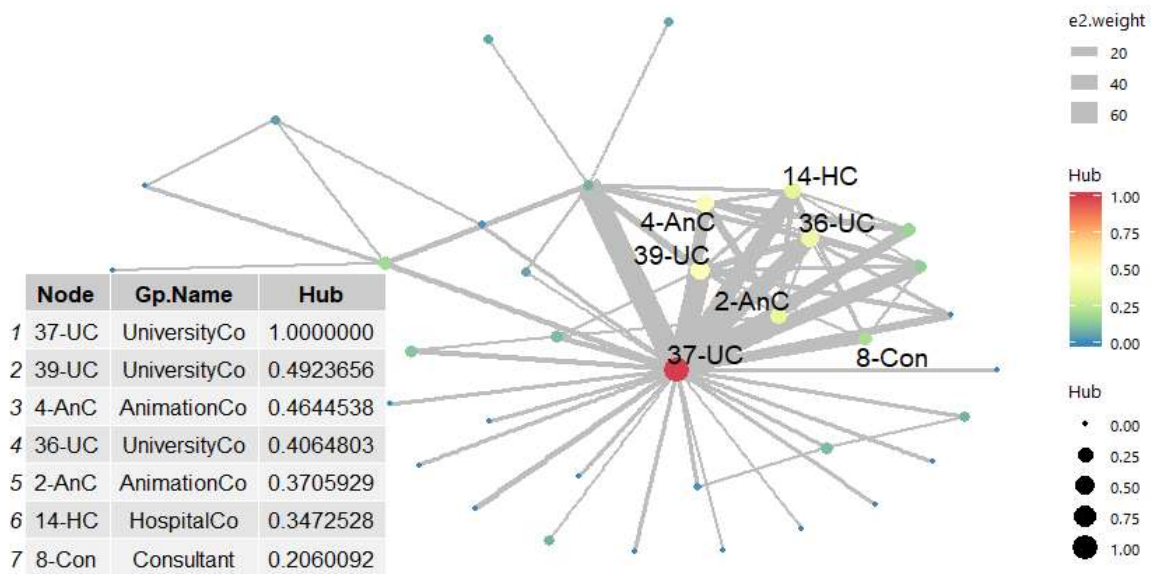 e2.weight
20
40
60
Hub
1.00
0.75
0.50
0.25
0.00
Hub
0.00
0.25
0.50
0.75
1.00
14-HC
4-AnC
36-UC
39-UC
2-AnC
37-UC
8-Con
Node Gp.Name Hub
1 37-UC UniversityCo 1.0000000
2 39-UC UniversityCo 0.4923656
3 4-AnC AnimationCo 0.4644538
4 36-UC UniversityCo 0.4064803
5 2-AnC AnimationCo 0.3705929
6 14-HC HospitalCo 0.3472528
7 8-Con Consultant 0.2060092